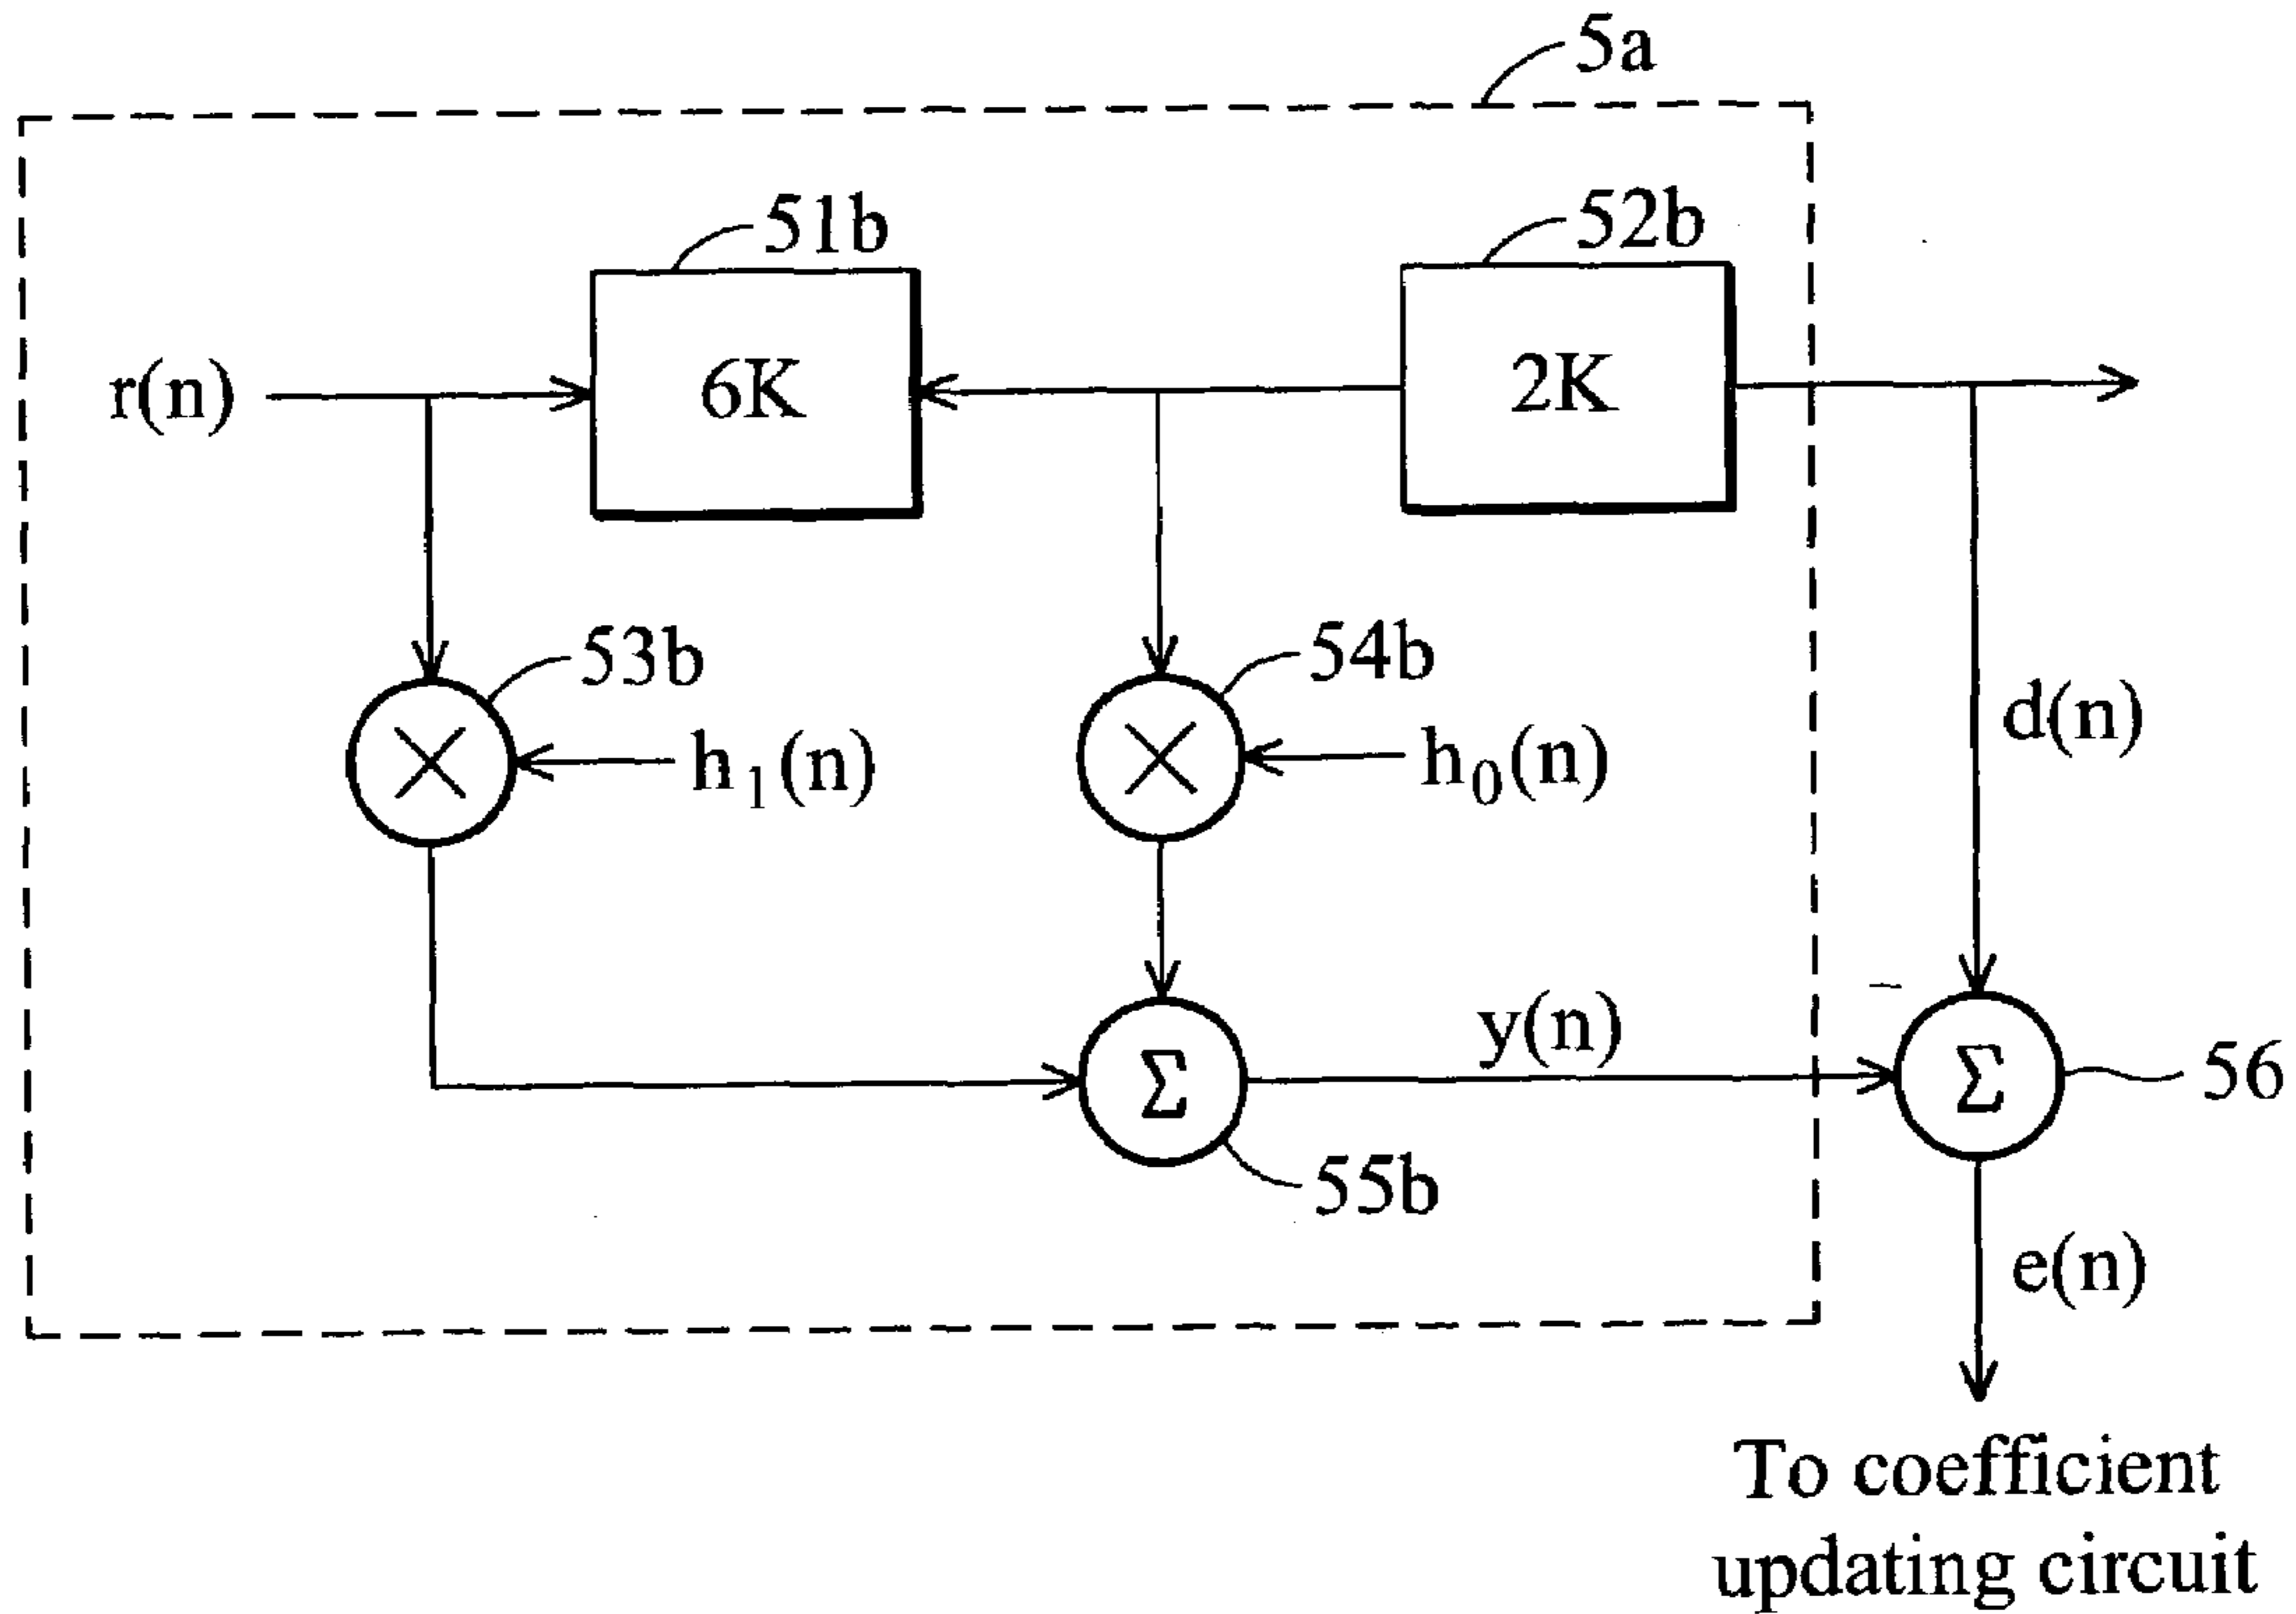 5a
51b
52b
r(n)
6K
2K
53b
54b
h₁(n)
h₀(n)
d(n)
Σ
y(n)
Σ
56
55b
e(n)
To coefficient
updating circuit